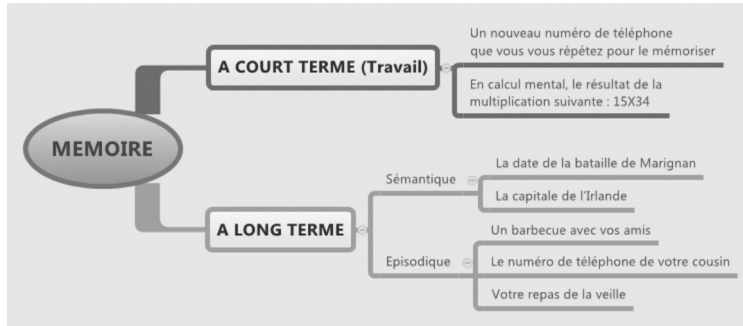 MEMOIRE
A COURT TERME (Travail)
Un nouveau numéro de téléphone
que vous vous répétez pour le mémoriser
En calcul mental, le résultat de la
multiplication suivante : 15X34
A LONG TERME
Sémantique
La date de la bataille de Marignan
La capitale de l'Irlande
Episodique
Un barbecue avec vos amis
Le numéro de téléphone de votre cousin
Votre repas de la veille